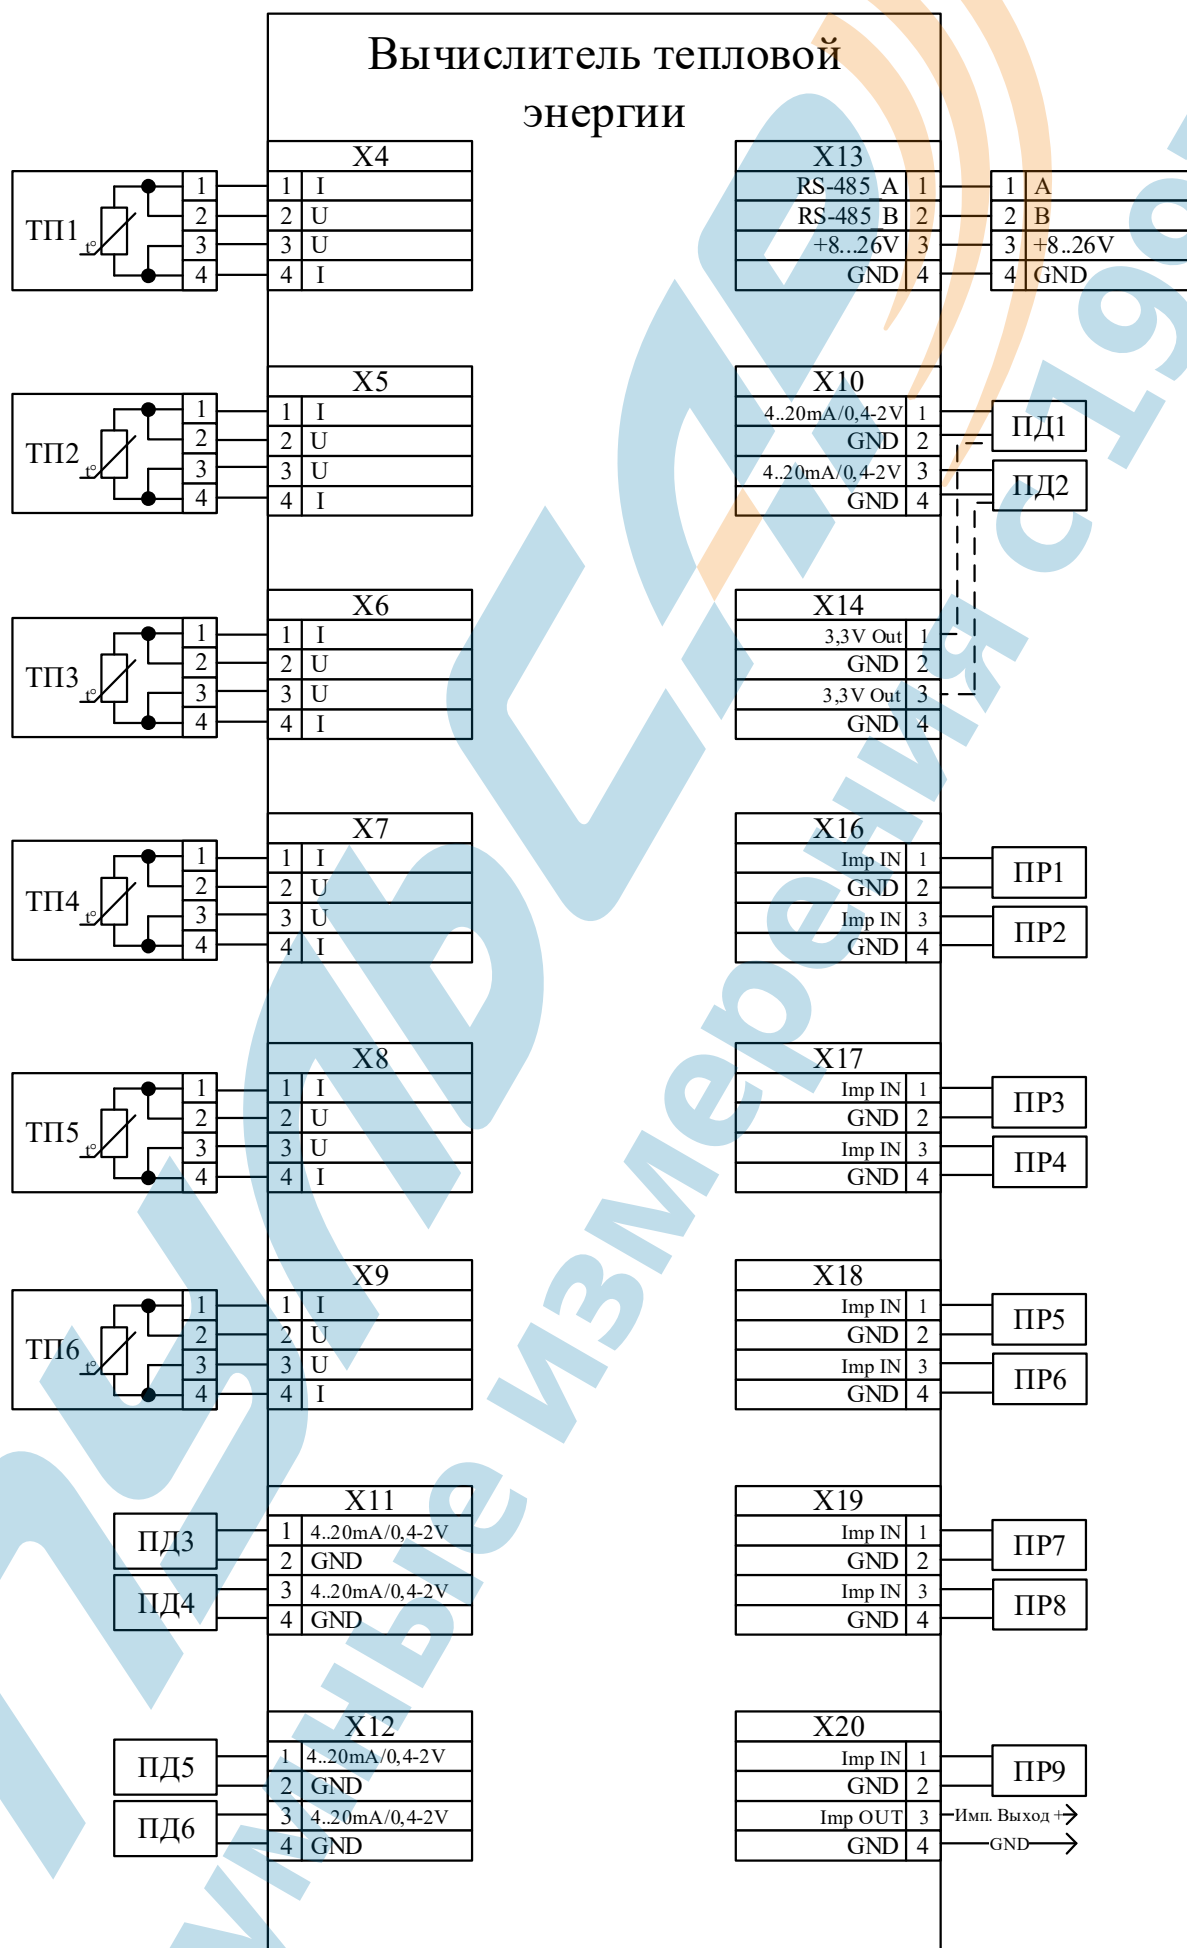 Вычислитель тепловой
энергии
X4
ТП1
t°
1 1 I
2 2 U
3 3 U
4 4 I
X5
ТП2
t°
1 1 I
2 2 U
3 3 U
4 4 I
X6
ТП3
t°
1 1 I
2 2 U
3 3 U
4 4 I
X7
ТП4
t°
1 1 I
2 2 U
3 3 U
4 4 I
X8
ТП5
t°
1 1 I
2 2 U
3 3 U
4 4 I
X9
ТП6
t°
1 1 I
2 2 U
3 3 U
4 4 I
X11
ПД3
ПД4
1 4..20mA/0,4-2V
2 GND
3 4..20mA/0,4-2V
4 GND
X12
ПД5
ПД6
1 4..20mA/0,4-2V
2 GND
3 4..20mA/0,4-2V
4 GND
X13
RS-485_A 1 1 A
RS-485_B 2 2 B
+8...26V 3 3 +8..26V
GND 4 4 GND
X10
4..20mA/0,4-2V 1
GND 2
4..20mA/0,4-2V 3
GND 4
ПД1
ПД2
X14
3,3V Out 1
GND 2
3,3V Out 3
GND 4
X16
Imp IN 1
GND 2
Imp IN 3
GND 4
ПР1
ПР2
X17
Imp IN 1
GND 2
Imp IN 3
GND 4
ПР3
ПР4
X18
Imp IN 1
GND 2
Imp IN 3
GND 4
ПР5
ПР6
X19
Imp IN 1
GND 2
Imp IN 3
GND 4
ПР7
ПР8
X20
Imp IN 1
GND 2
Imp OUT 3
GND 4
ПР9
Имп. Выход +
GND
умные измерения с 199